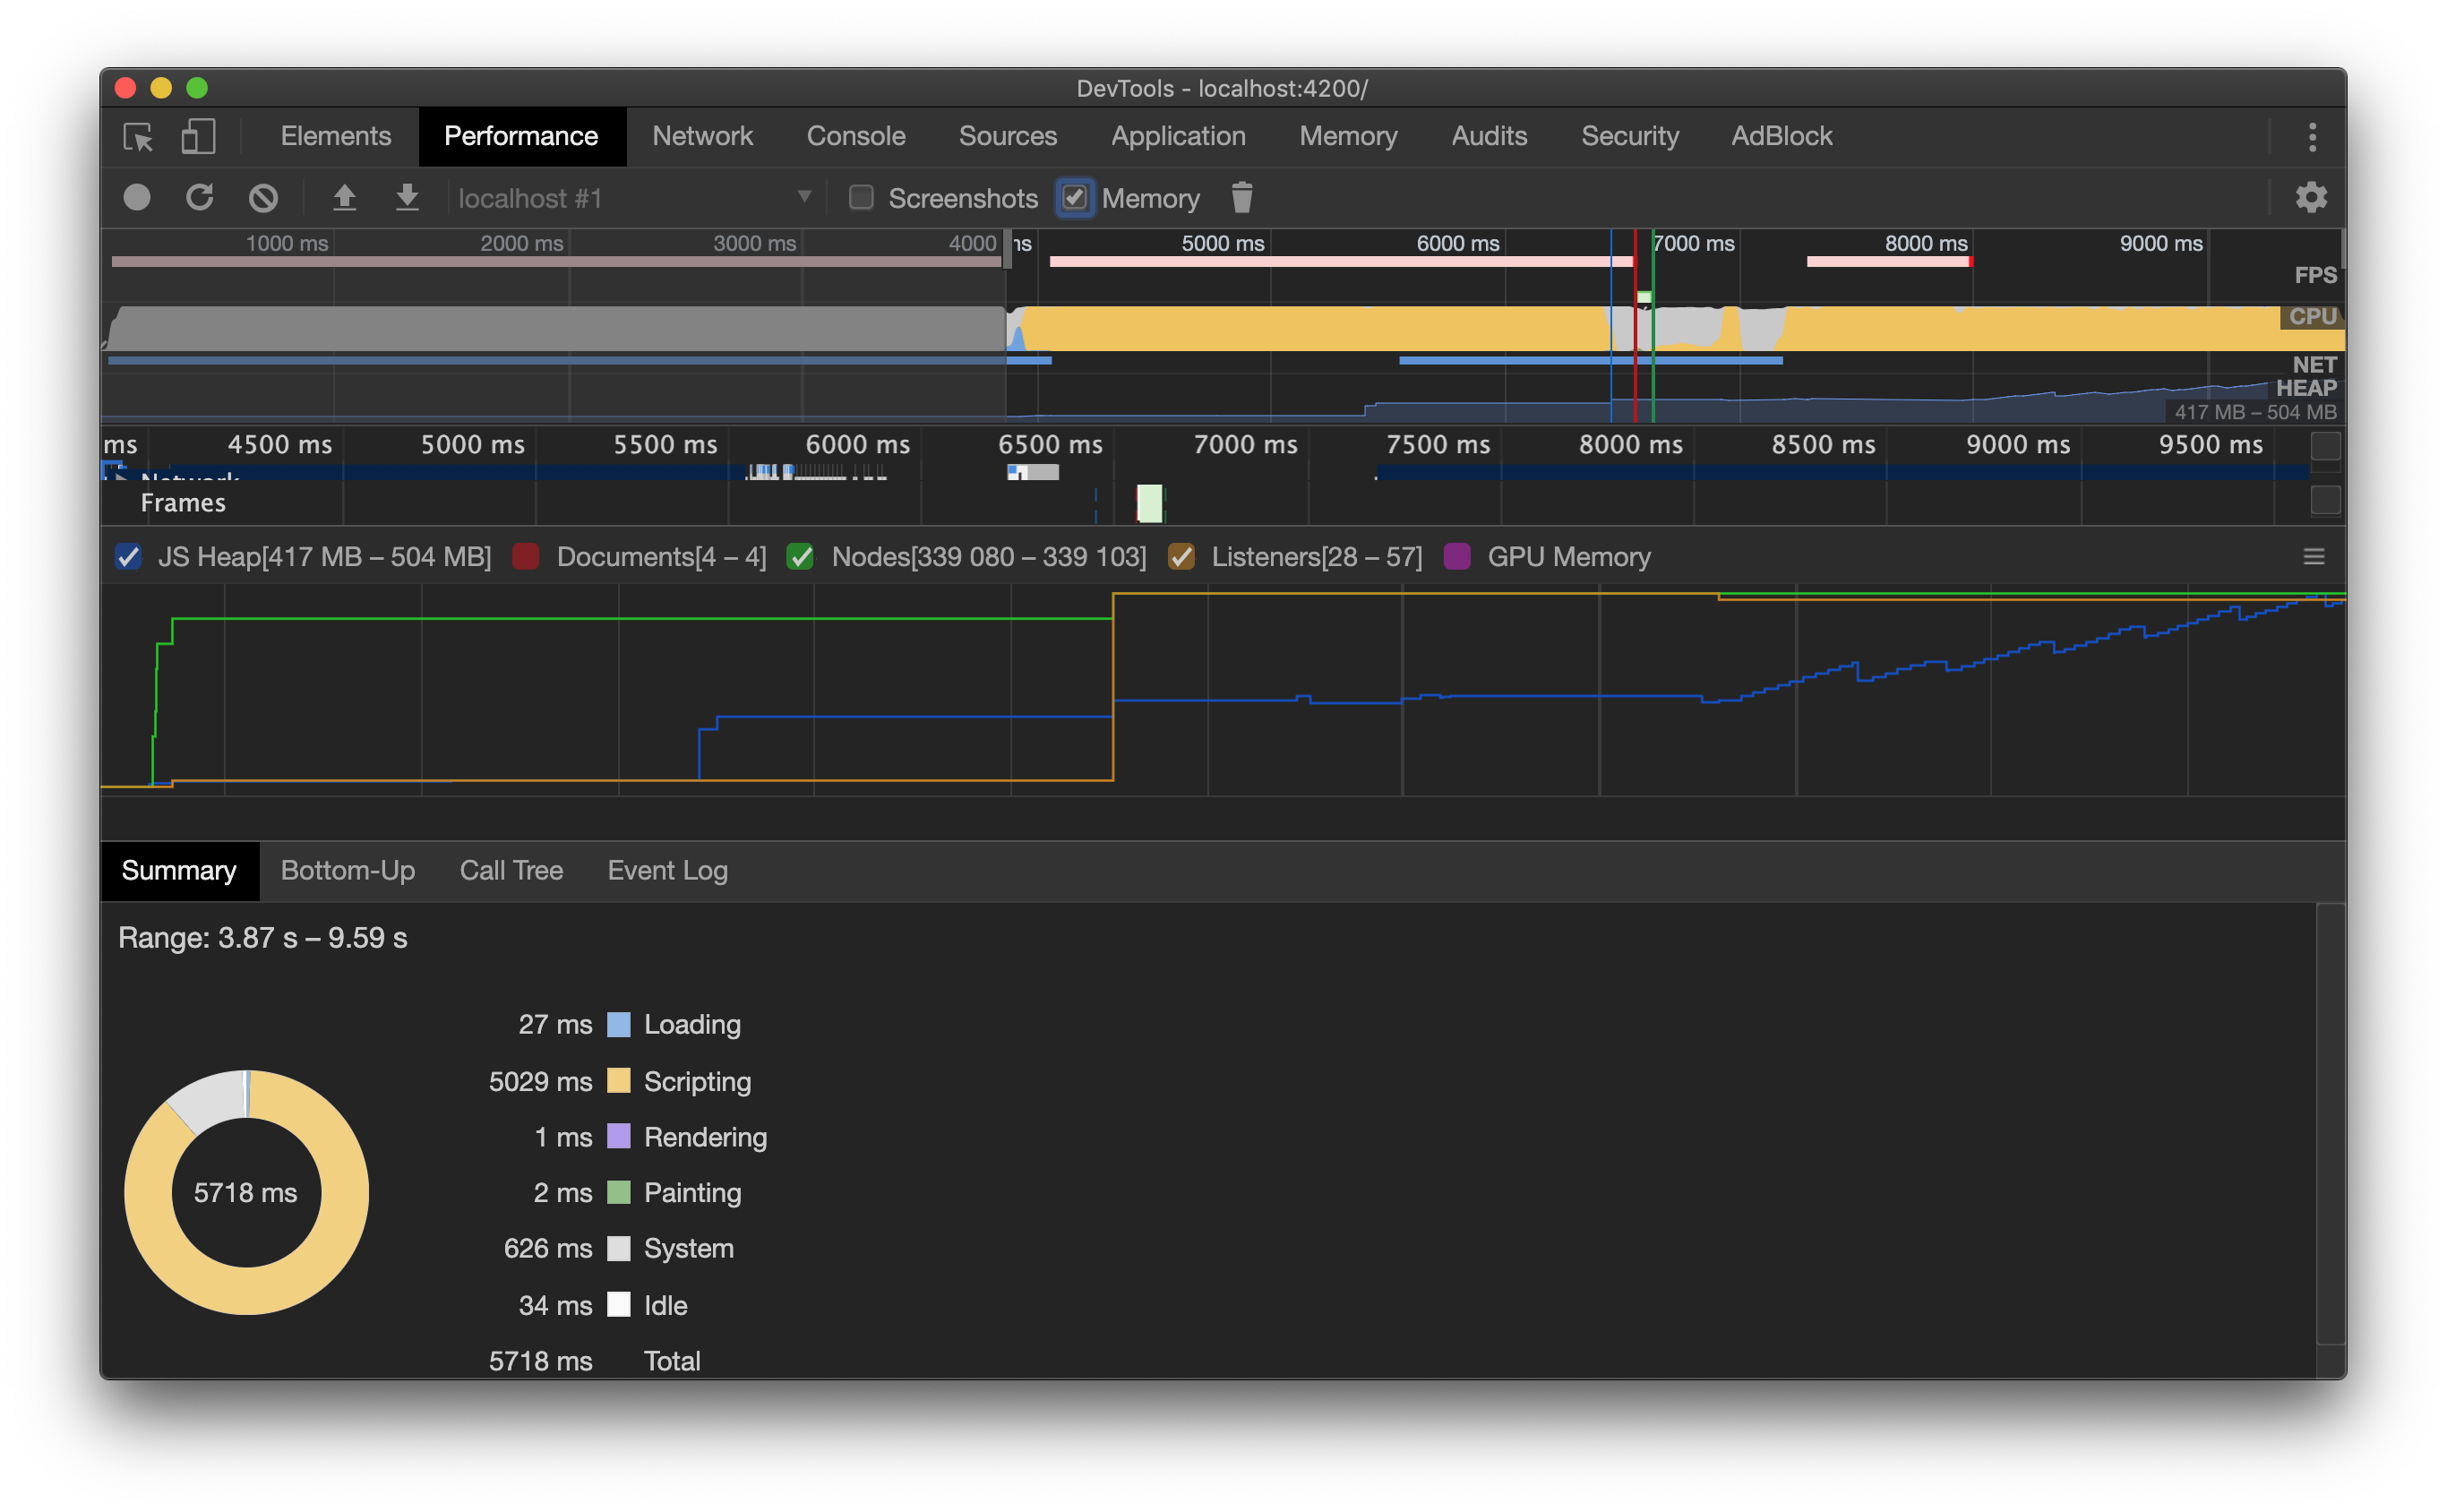 DevTools - localhost:4200/
Elements Performance Network Console Sources Application Memory Audits Security AdBlock
localhost #1 Screenshots Memory
1000 ms 2000 ms 3000 ms 4000 ns 5000 ms 6000 ms 7000 ms 8000 ms 9000 ms
FPS
CPU
NET
HEAP
417 MB – 504 MB
ms 4500 ms 5000 ms 5500 ms 6000 ms 6500 ms 7000 ms 7500 ms 8000 ms 8500 ms 9000 ms 9500 ms
Network
Frames
JS Heap[417 MB – 504 MB] Documents[4 – 4] Nodes[339 080 – 339 103] Listeners[28 – 57] GPU Memory
Summary Bottom-Up Call Tree Event Log
Range: 3.87 s – 9.59 s
27 ms Loading
5029 ms Scripting
1 ms Rendering
5718 ms
2 ms Painting
626 ms System
34 ms Idle
5718 ms Total